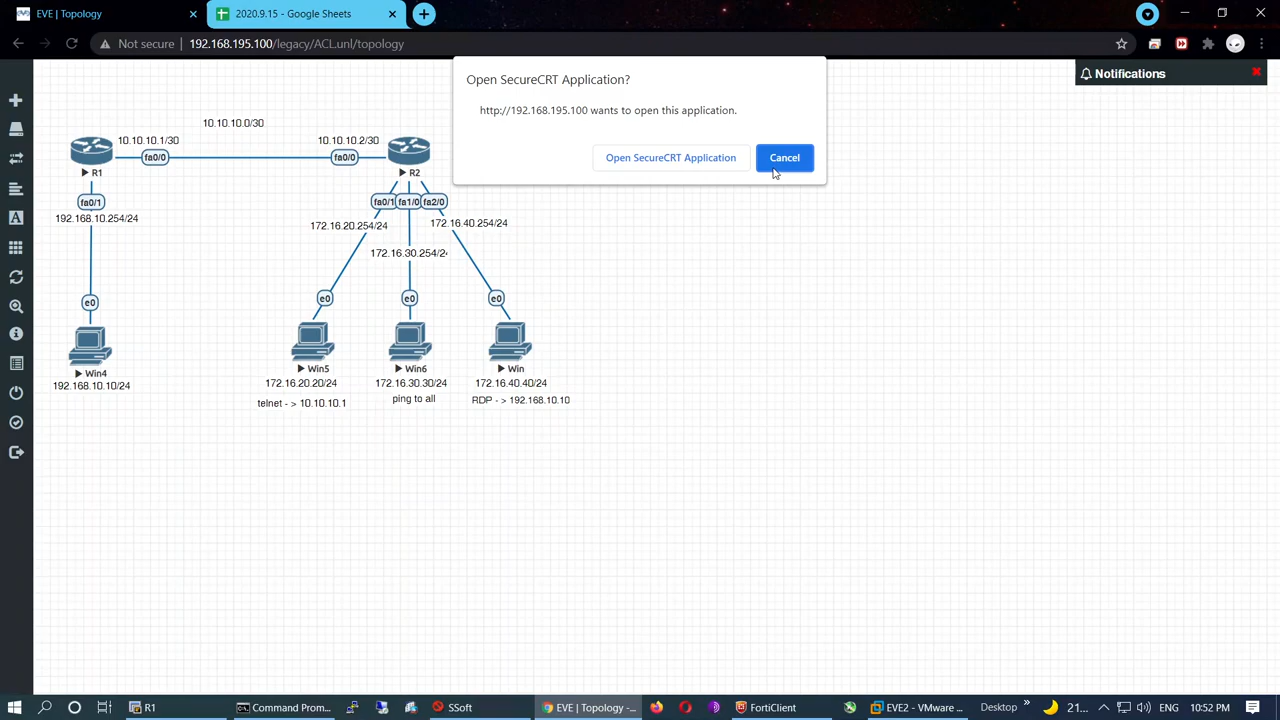 EVE | Topology
2020.9.15 - Google Sheets
Not secure
192.168.195.100/legacy/ACL.unl/topology
Open SecureCRT Application?
http://192.168.195.100 wants to open this application.
Open SecureCRT Application
Cancel
Notifications
10.10.10.0/30
10.10.10.1/30
10.10.10.2/30
fa0/0
fa0/0
R1
R2
fa0/1
fa0/1
fa1/0
fa2/0
192.168.10.254/24
172.16.20.254/24
172.16.40.254/24
172.16.30.254/24
e0
e0
e0
e0
Win4
Win5
Win6
Win
192.168.10.10/24
172.16.20.20/24
172.16.30.30/24
172.16.40.40/24
telnet - > 10.10.10.1
ping to all
RDP - > 192.168.10.10
R1
Command Prom...
SSoft
EVE | Topology -...
FortiClient
EVE2 - VMware ...
Desktop
21...
ENG
10:52 PM